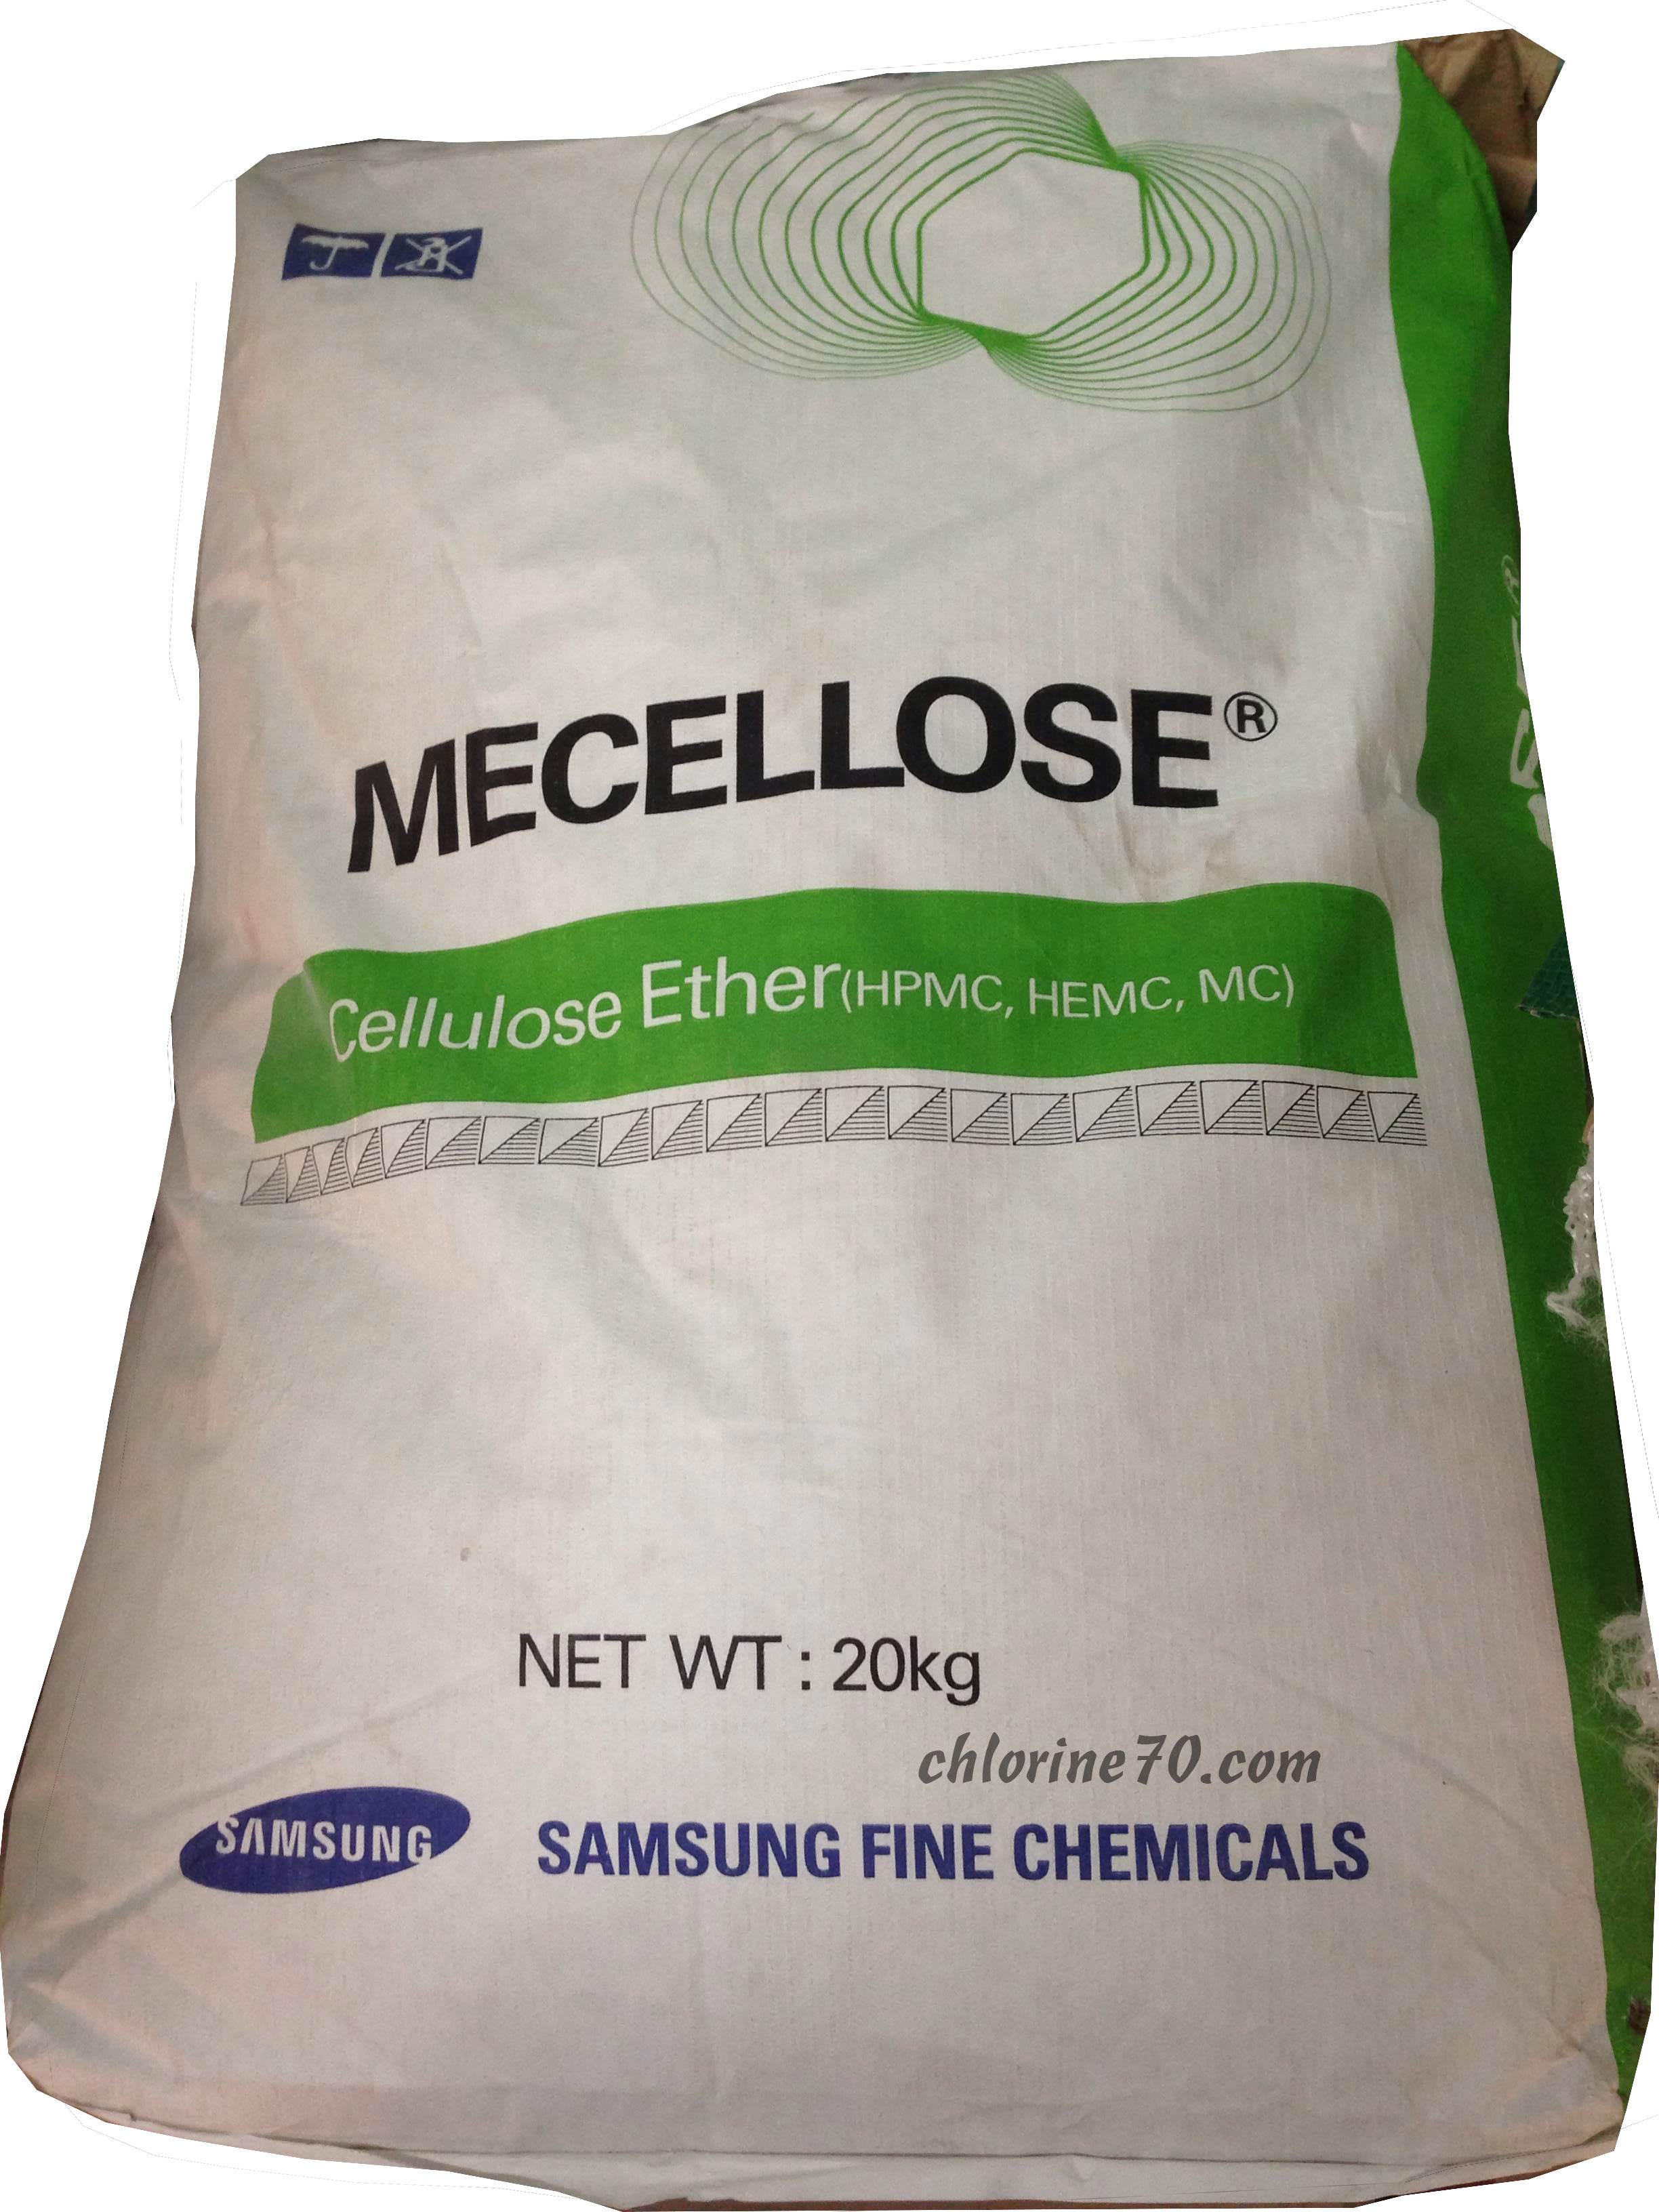 MECELLOSE®
Cellulose Ether(HPMC, HEMC, MC)
NET WT : 20kg
chlorine70.com
SAMSUNG
SAMSUNG FINE CHEMICALS